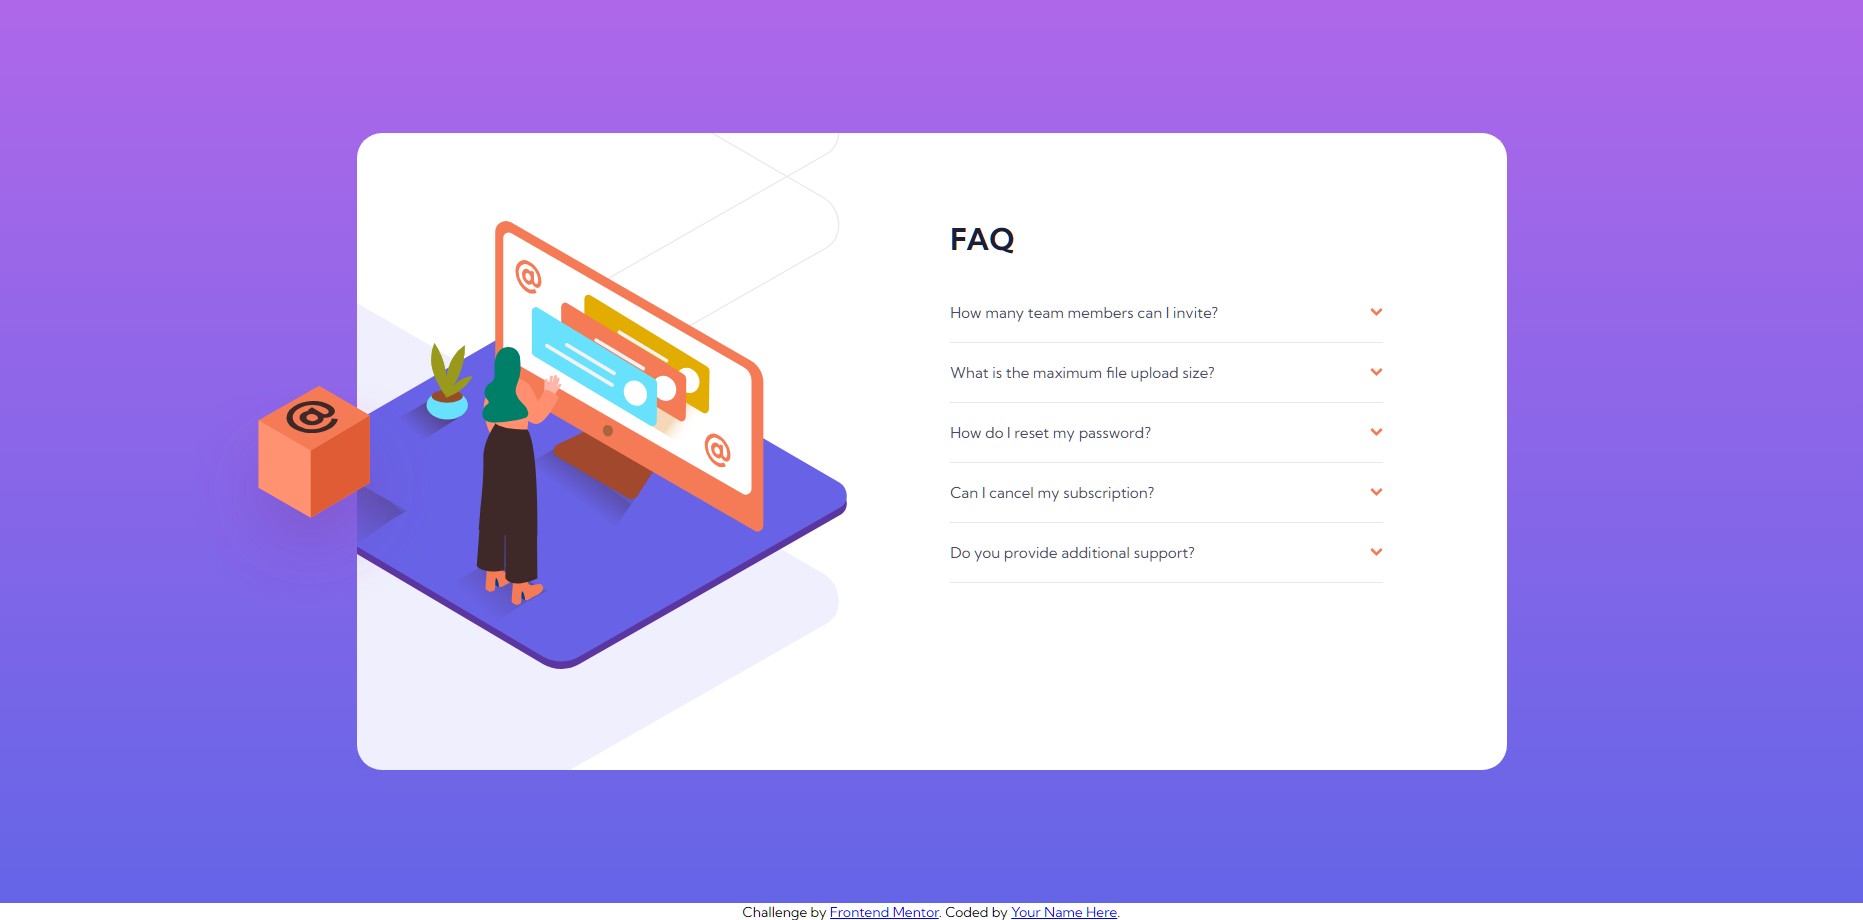 FAQ
How many team members can I invite?
What is the maximum file upload size?
How do I reset my password?
Can I cancel my subscription?
Do you provide additional support?
@
@
@
Challenge by Frontend Mentor. Coded by Your Name Here.